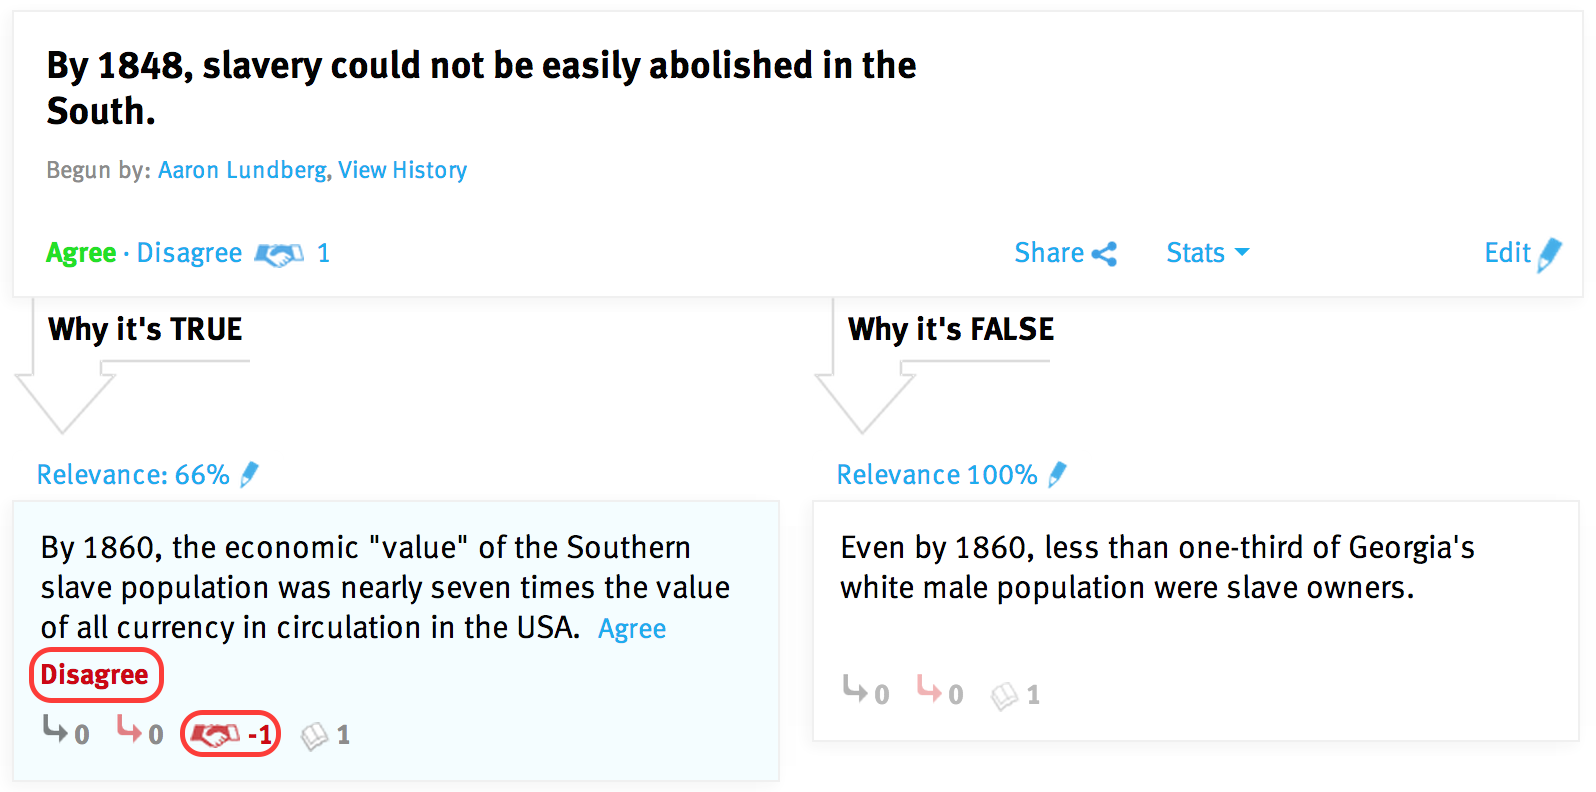 By 1848, slavery could not be easily abolished in the
South.
Begun by: Aaron Lundberg, View History
Agree · Disagree 1
Share Stats Edit
Why it's TRUE
Why it's FALSE
Relevance: 66%
Relevance 100%
By 1860, the economic "value" of the Southern
slave population was nearly seven times the value
of all currency in circulation in the USA. Agree
Disagree
0 0 -1 1
Even by 1860, less than one-third of Georgia's
white male population were slave owners.
0 0 1